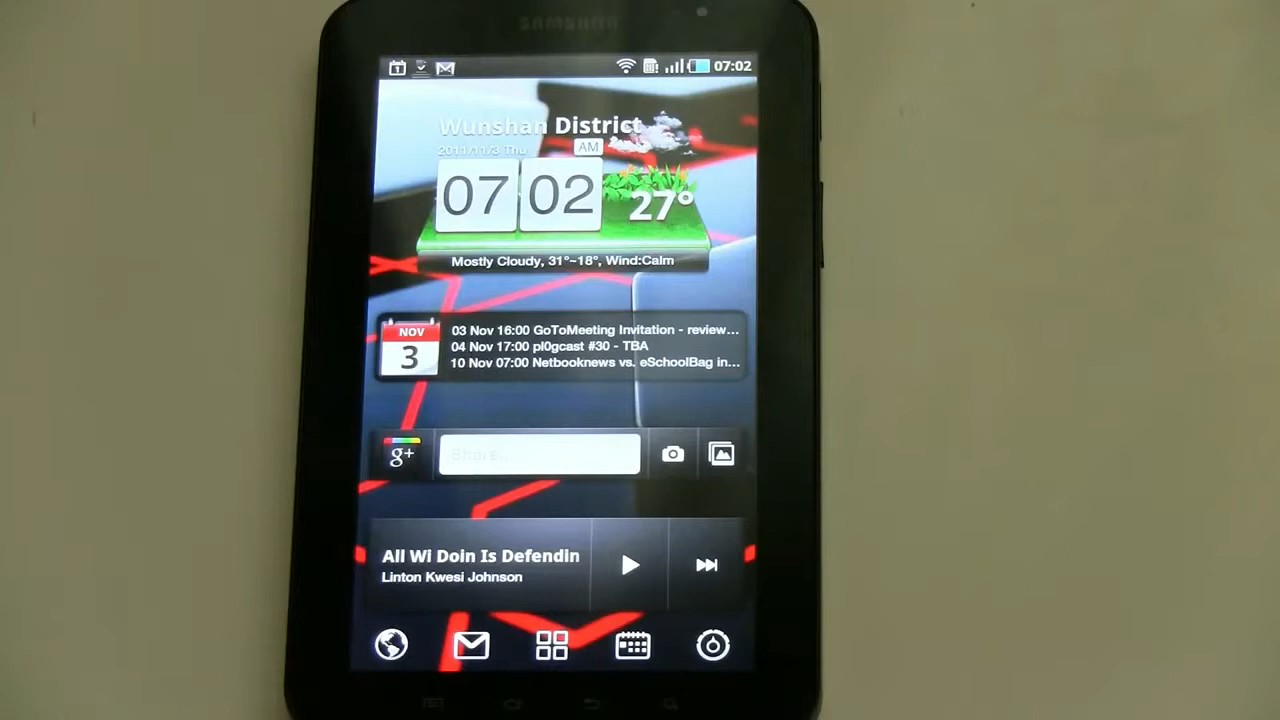 SAMSUNG
1
07:02
Wunshan District
2011/11/3 Thu
AM
07 02
27°
Mostly Cloudy, 31°~18°, Wind:Calm
NOV
3
03 Nov 16:00 GoToMeeting Invitation - review...
04 Nov 17:00 pl0gcast #30 - TBA
10 Nov 07:00 Netbooknews vs. eSchoolBag in...
g+
Share...
All Wi Doin Is Defendin
Linton Kwesi Johnson